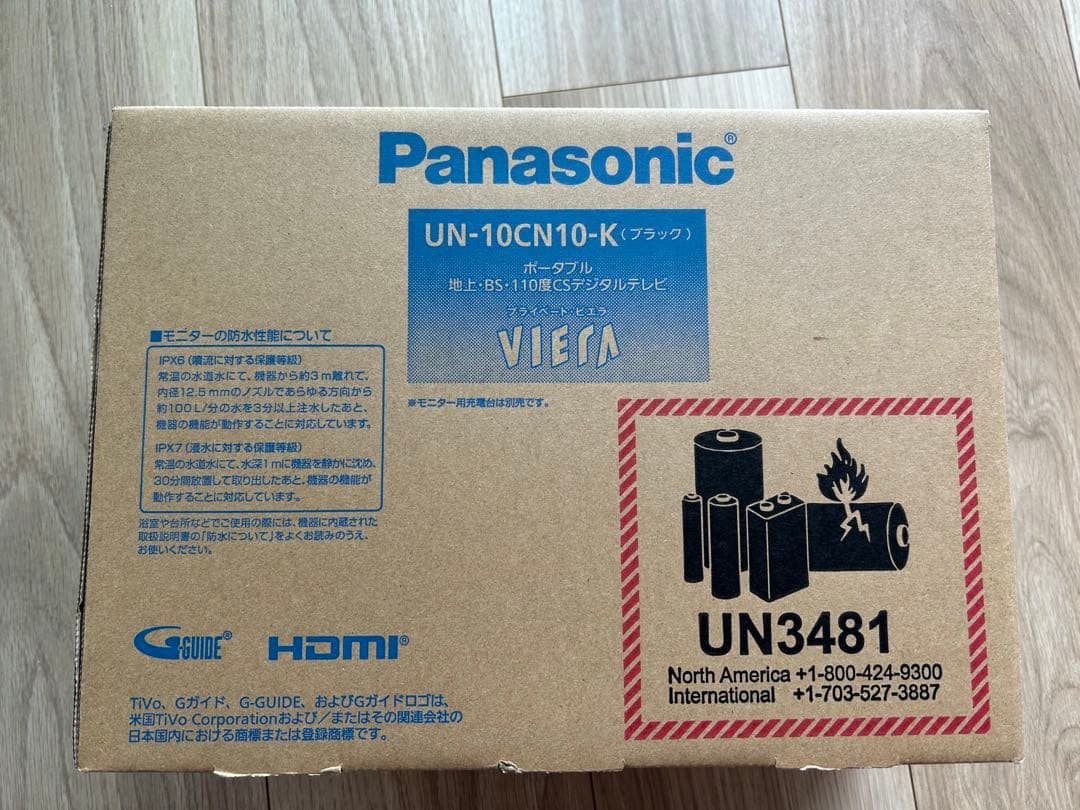 Panasonic®
UN-10CN10-K(ブラック)
ポータブル
地上・BS・110度CSデジタルテレビ
プライベート・ビエラ
VIERA
■モニターの防水性能について
IPX6(噴流に対する保護等級)
常温の水道水にて、機器から約3m離れて、
内径12.5mmのノズルであらゆる方向から
約100L/分の水を3分以上注水したあと、
機器の機能が動作することに対応しています。
IPX7(浸水に対する保護等級)
常温の水道水にて、水深1mに機器を静かに沈め、
30分間放置して取り出したあと、機器の機能が
動作することに対応しています。
浴室や台所などでご使用の際には、機器に内蔵された
取扱説明書の「防水について」をよくお読みのうえ、
お使いください。
※モニター用充電台は別売です。
G-GUIDE® HDMI®
TiVo、Gガイド、G-GUIDE、およびGガイドロゴは、
米国TiVo Corporationおよび/またはその関連会社の
日本国内における商標または登録商標です。
UN3481
North America +1-800-424-9300
International +1-703-527-3887